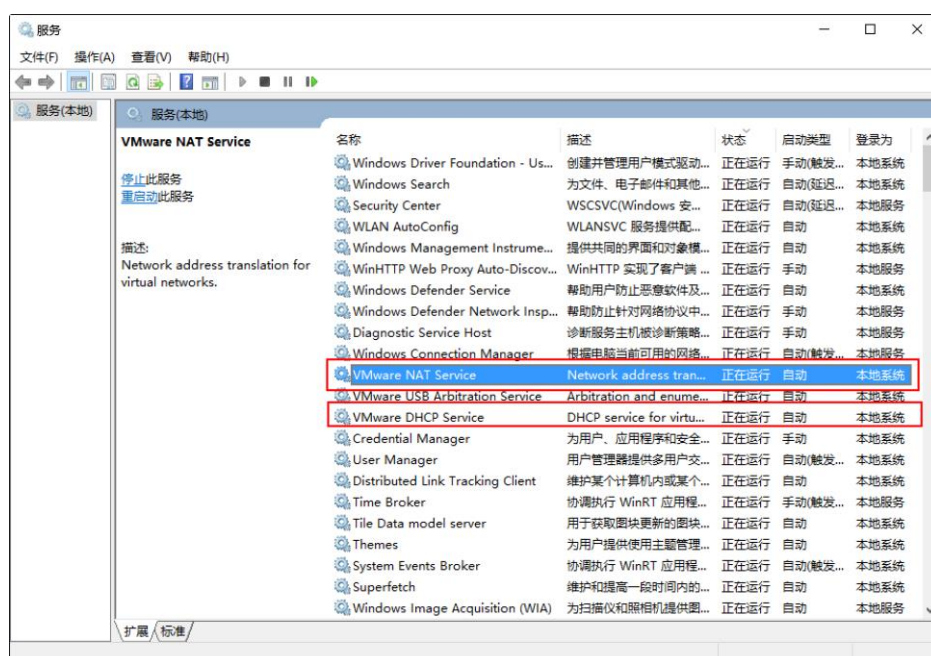 服务
文件(F) 操作(A) 查看(V) 帮助(H)
服务(本地)
服务(本地)
VMware NAT Service
停止此服务
重启动此服务
描述:
Network address translation for
virtual networks.
名称 描述 状态 启动类型 登录为
Windows Driver Foundation - Us... 创建并管理用户模式驱动... 正在运行 手动(触发... 本地系统
Windows Search 为文件、电子邮件和其他... 正在运行 自动(延迟... 本地系统
Security Center WSCSVC(Windows 安... 正在运行 自动(延迟... 本地服务
WLAN AutoConfig WLANSVC 服务提供配... 正在运行 自动 本地系统
Windows Management Instrume... 提供共同的界面和对象模... 正在运行 自动 本地系统
WinHTTP Web Proxy Auto-Discov... WinHTTP 实现了客户端 ... 正在运行 手动 本地服务
Windows Defender Service 帮助用户防止恶意软件及... 正在运行 自动 本地系统
Windows Defender Network Insp... 帮助防止针对网络协议中... 正在运行 手动 本地服务
Diagnostic Service Host 诊断服务主机被诊断策略... 正在运行 手动 本地服务
Windows Connection Manager 根据电脑当前可用的网络... 正在运行 自动(触发... 本地服务
VMware NAT Service Network address tran... 正在运行 自动 本地系统
VMware USB Arbitration Service Arbitration and enume... 正在运行 自动 本地系统
VMware DHCP Service DHCP service for virtu... 正在运行 自动 本地系统
Credential Manager 为用户、应用程序和安全... 正在运行 手动 本地系统
User Manager 用户管理器提供多用户交... 正在运行 自动(触发... 本地系统
Distributed Link Tracking Client 维护某个计算机内或某个... 正在运行 自动 本地系统
Time Broker 协调执行 WinRT 应用程... 正在运行 手动(触发... 本地服务
Tile Data model server 用于获取图块更新的图块... 正在运行 自动 本地系统
Themes 为用户提供使用主题管理... 正在运行 自动 本地系统
System Events Broker 协调执行 WinRT 应用程... 正在运行 自动(触发... 本地系统
Superfetch 维护和提高一段时间内的... 正在运行 自动 本地系统
Windows Image Acquisition (WIA) 为扫描仪和照相机提供图... 正在运行 自动 本地服务
扩展 标准